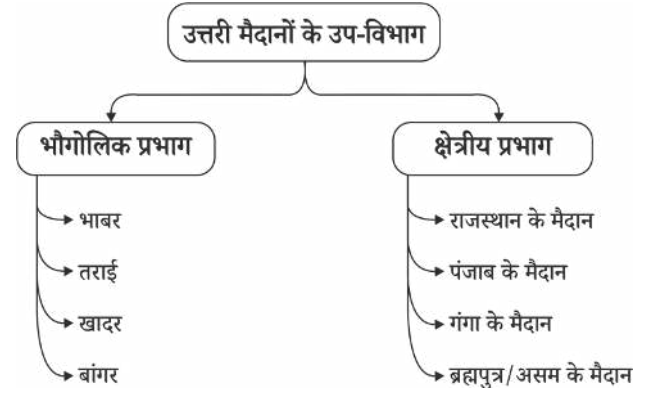 उत्तरी मैदानों के उप-विभाग
भौगोलिक प्रभाग
भाबर
तराई
खादर
बांगर
क्षेत्रीय प्रभाग
राजस्थान के मैदान
पंजाब के मैदान
गंगा के मैदान
ब्रह्मपुत्र/असम के मैदान